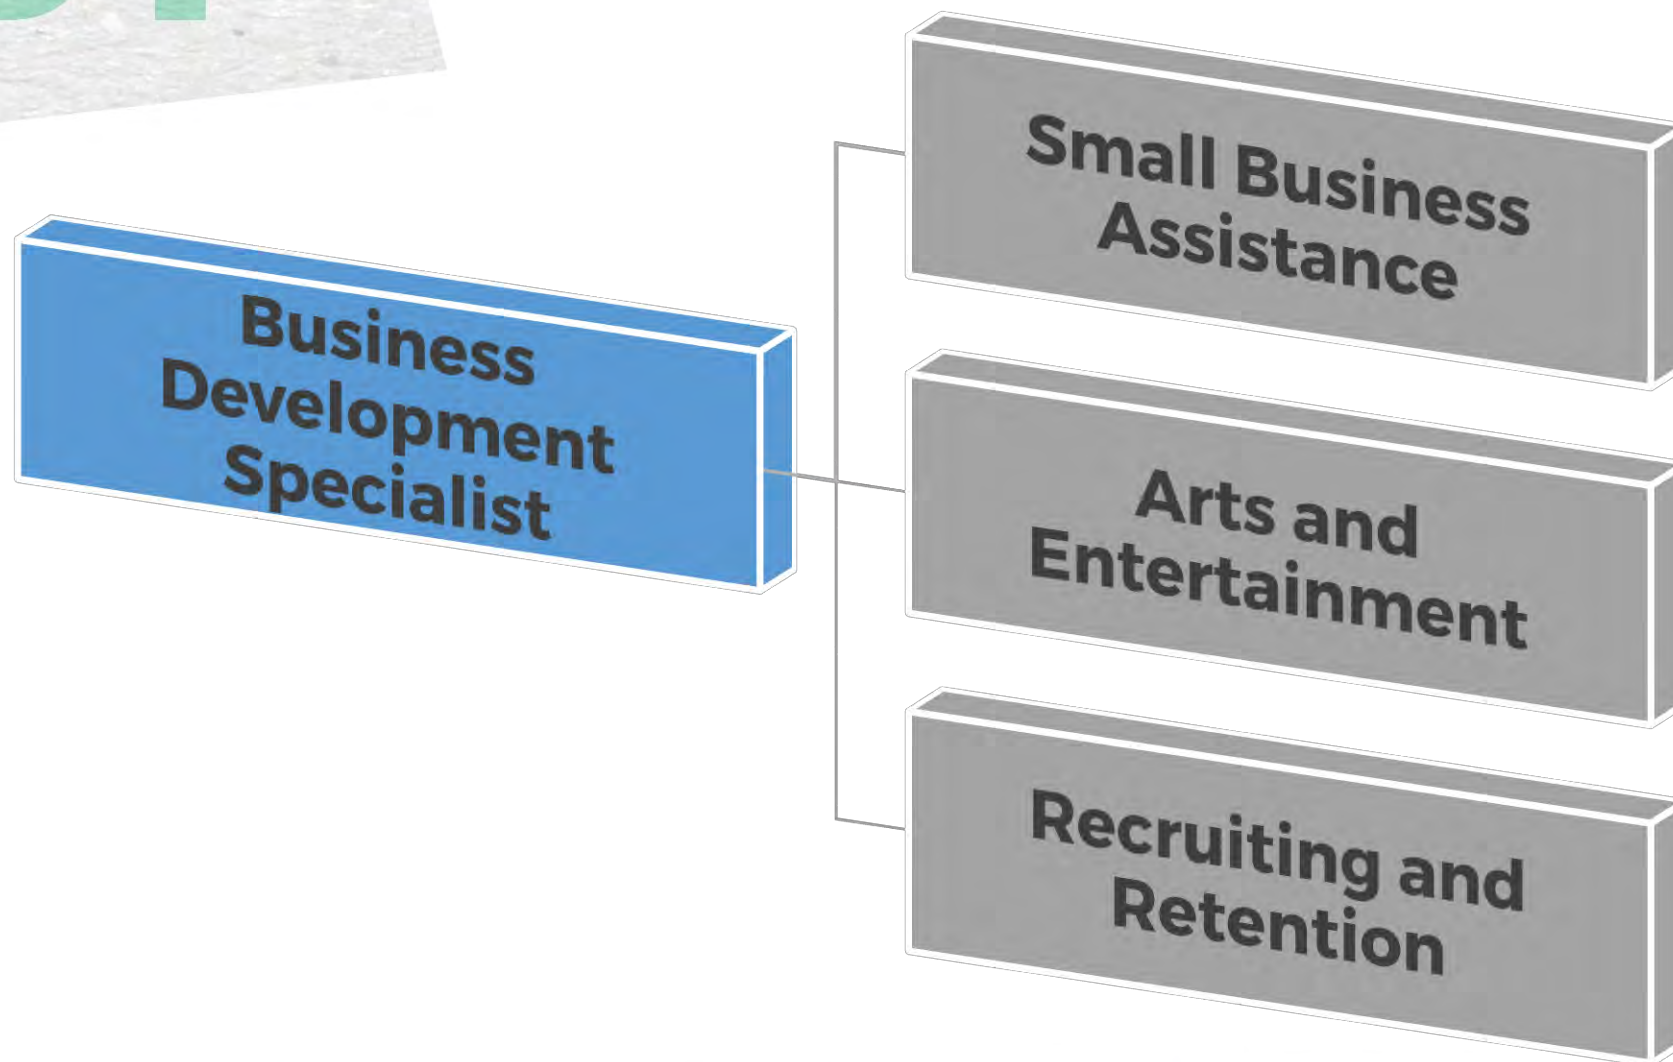 Business
Development
Specialist
Small Business
Assistance
Arts and
Entertainment
Recruiting and
Retention